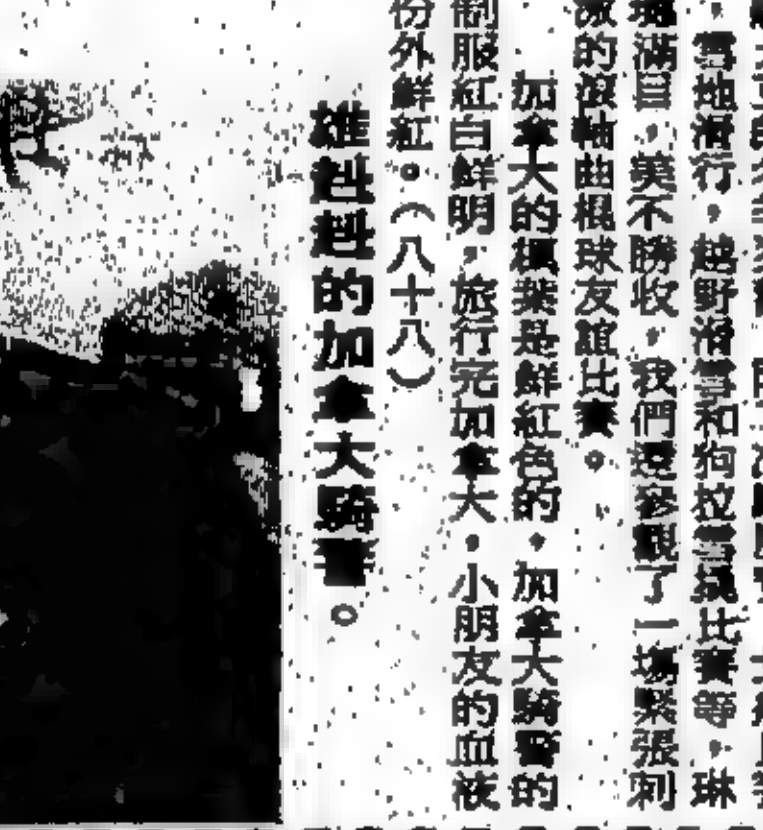 ，雪地滑行，越野滑雪和狗拉雪橇比賽等，琳
瑯滿目，美不勝收，我們還參觀了一場緊張刺
激的滾軸曲棍球友誼比賽。
加拿大的楓葉是鮮紅色的，加拿大騎警的
制服紅白鮮明，旅行完加拿大，小朋友的血液
份外鮮紅。（八十八）
雄赳赳的加拿大騎警。